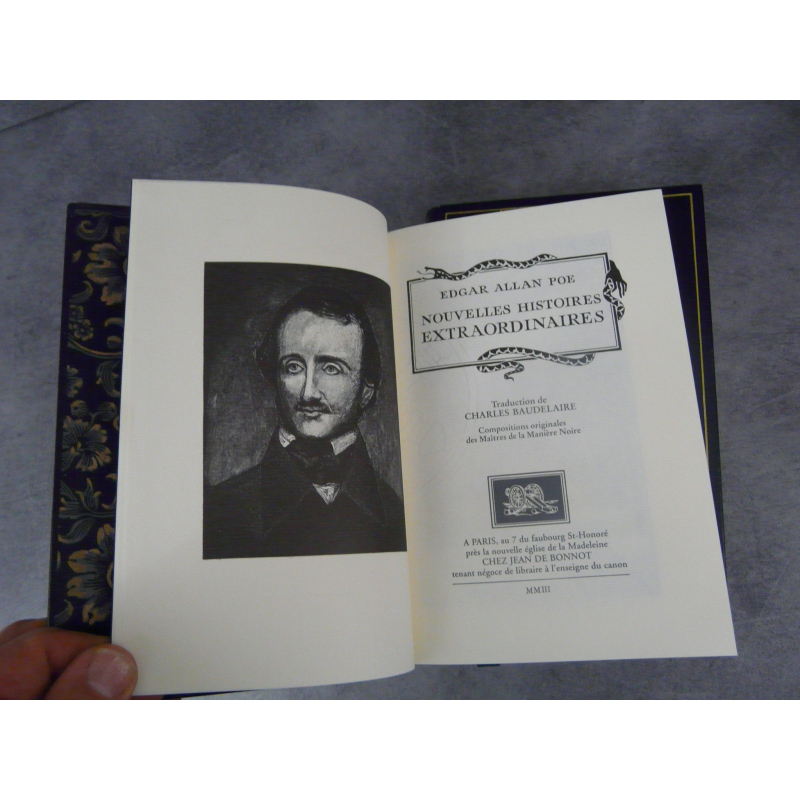 EDGAR ALLAN POE
NOUVELLES HISTOIRES
EXTRAORDINAIRES
Traduction de
CHARLES BAUDELAIRE
Compositions originales
des Maîtres de la Manière Noire
A PARIS, au 7 du faubourg St-Honoré
près la nouvelle église de la Madeleine
CHEZ JEAN DE BONNOT
tenant négoce de libraire à l'enseigne du canon
MMIII